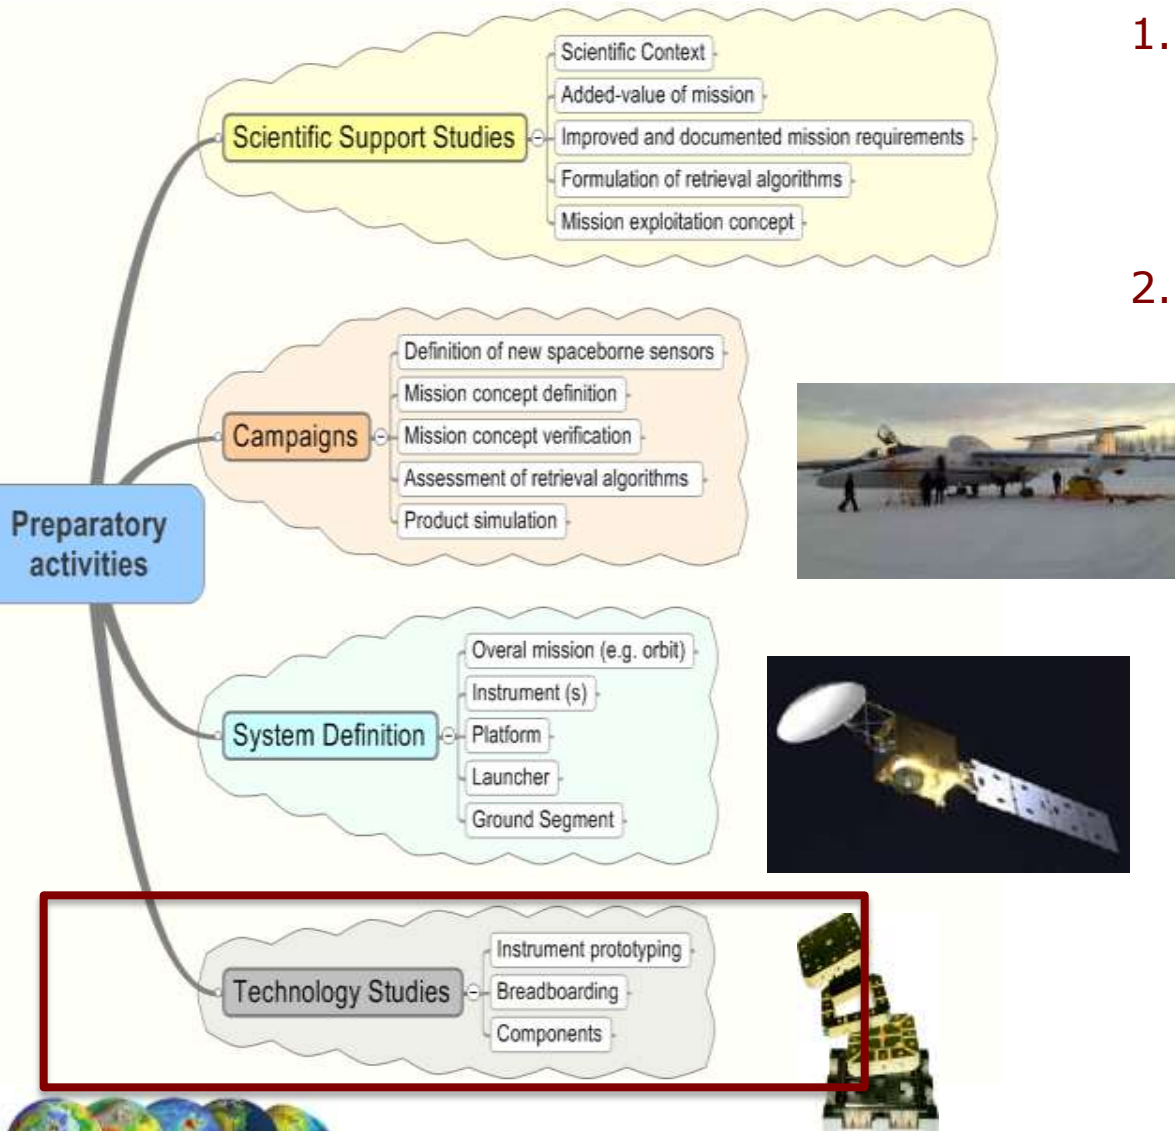 1.
Scientific Context
Added-value of mission
Scientific Support Studies
Improved and documented mission requirements
Formulation of retrieval algorithms
Mission exploitation concept
2.
Definition of new spaceborne sensors
Mission concept definition
Campaigns
Mission concept verification
Assessment of retrieval algorithms
Product simulation
Preparatory
activities
Overal mission (e.g. orbit)
Instrument (s)
System Definition
Platform
Launcher
Ground Segment
Instrument prototyping
Technology Studies
Breadboarding
Components